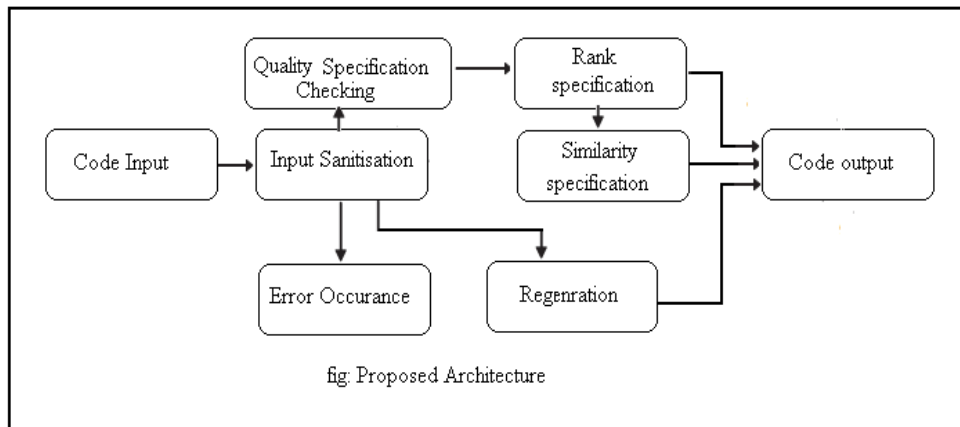 Quality Specification
Checking
Rank
specification
Code Input
Input Sanitisation
Similarity
specification
Code output
Error Occurance
Regenration
fig: Proposed Architecture